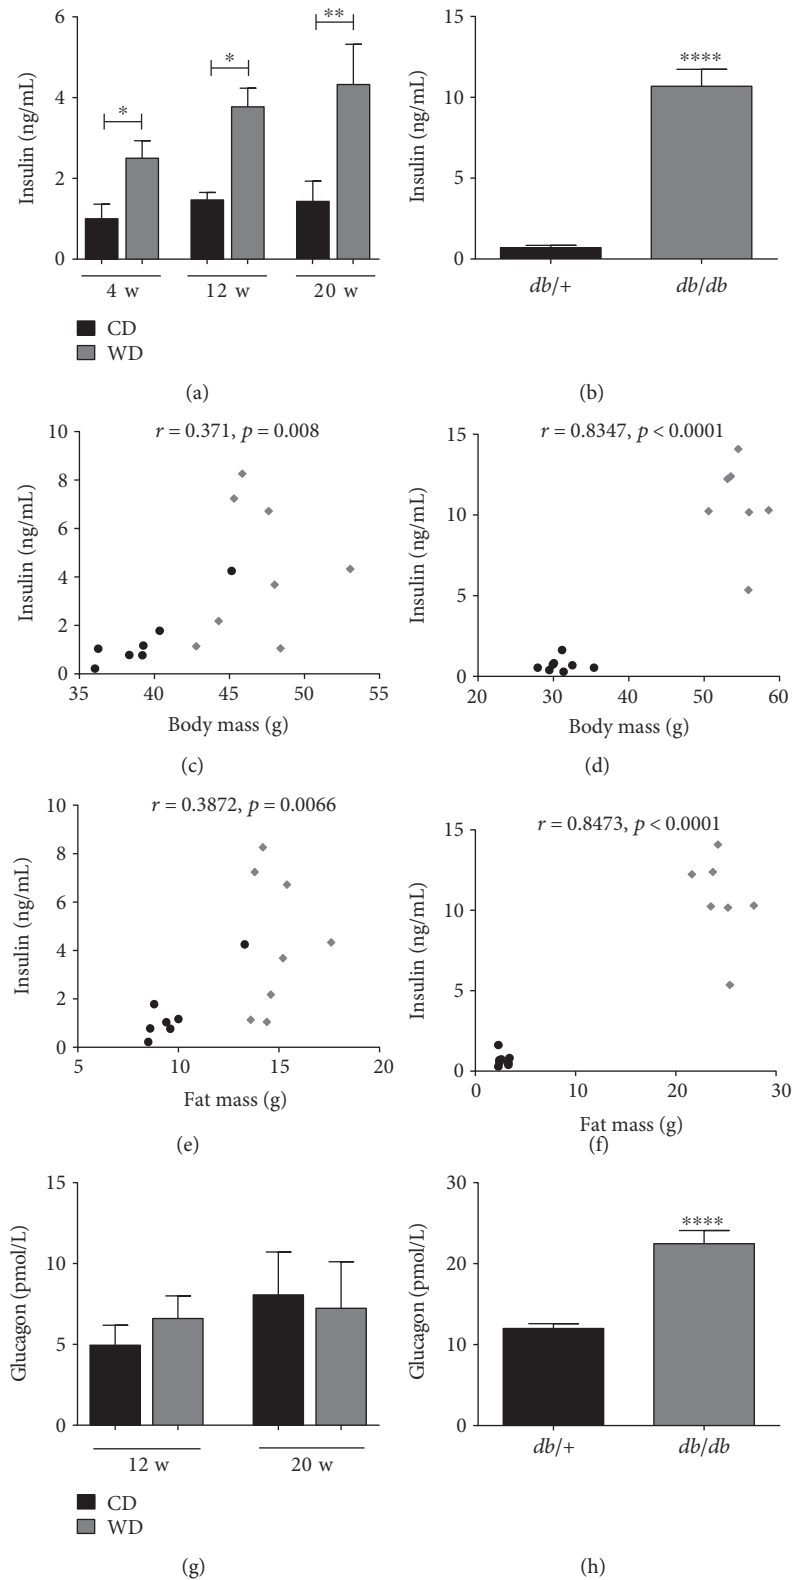 6
4
2
0
Insulin (ng/mL)
*
*
**
4 w
12 w
20 w
CD
WD
(a)
15
10
5
0
Insulin (ng/mL)
****
db/+
db/db
(b)
r = 0.371, p = 0.008
10
8
6
4
2
0
Insulin (ng/mL)
35
40
45
50
55
Body mass (g)
(c)
r = 0.8347, p < 0.0001
15
10
5
0
Insulin (ng/mL)
20
30
40
50
60
Body mass (g)
(d)
r = 0.3872, p = 0.0066
10
8
6
4
2
0
Insulin (ng/mL)
5
10
15
20
Fat mass (g)
(e)
r = 0.8473, p < 0.0001
15
10
5
0
Insulin (ng/mL)
0
10
20
30
Fat mass (g)
(f)
15
10
5
0
Glucagon (pmol/L)
12 w
20 w
CD
WD
(g)
30
20
10
0
Glucagon (pmol/L)
****
db/+
db/db
(h)